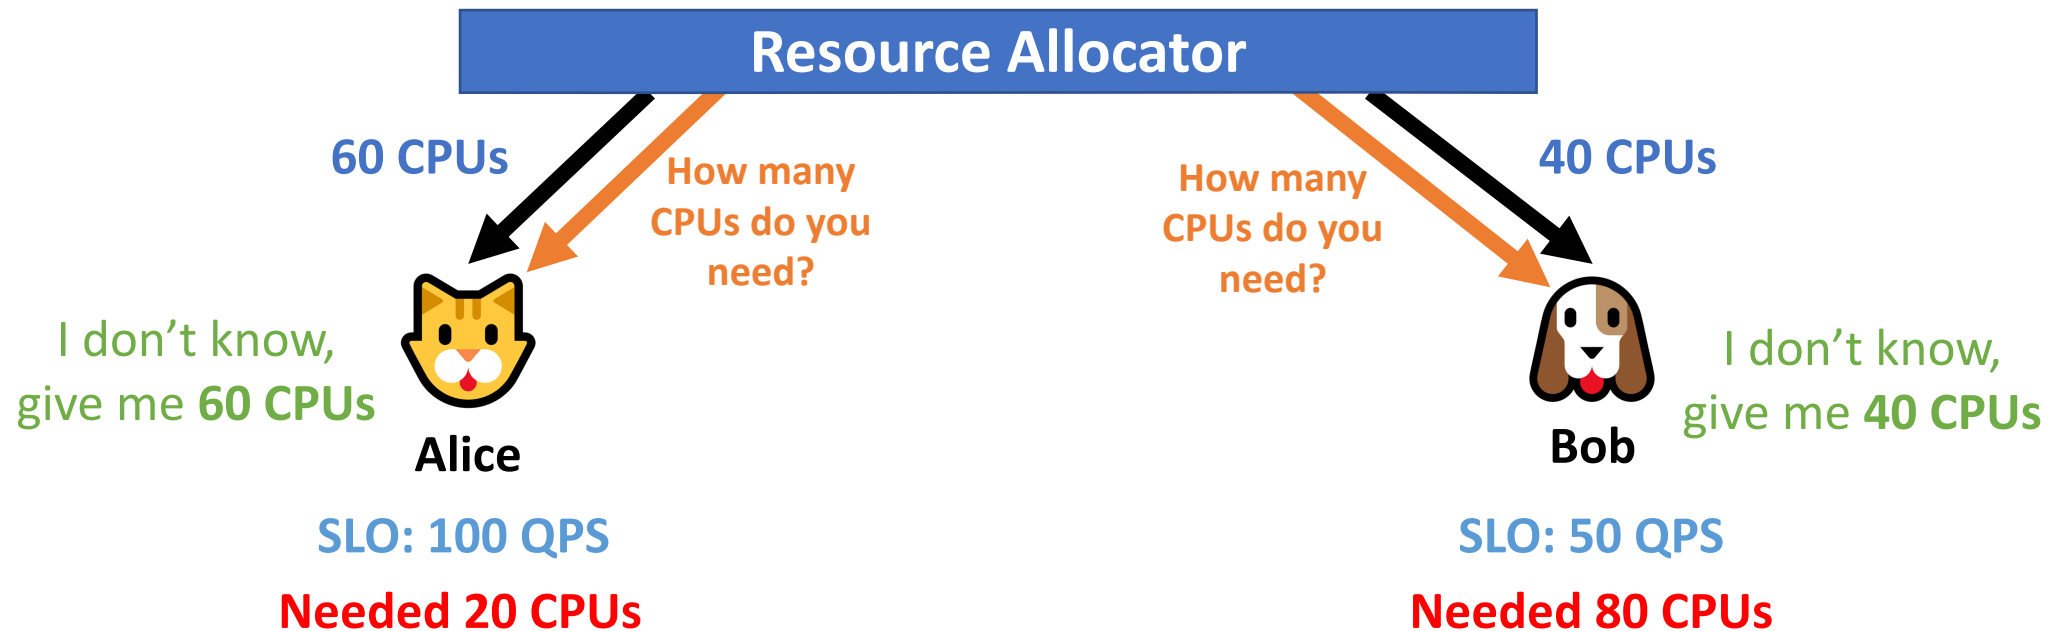 Resource Allocator
60 CPUs
How many
CPUs do you
need?
How many
CPUs do you
need?
40 CPUs
I don’t know,
give me 60 CPUs
Alice
SLO: 100 QPS
Needed 20 CPUs
I don’t know,
give me 40 CPUs
Bob
SLO: 50 QPS
Needed 80 CPUs